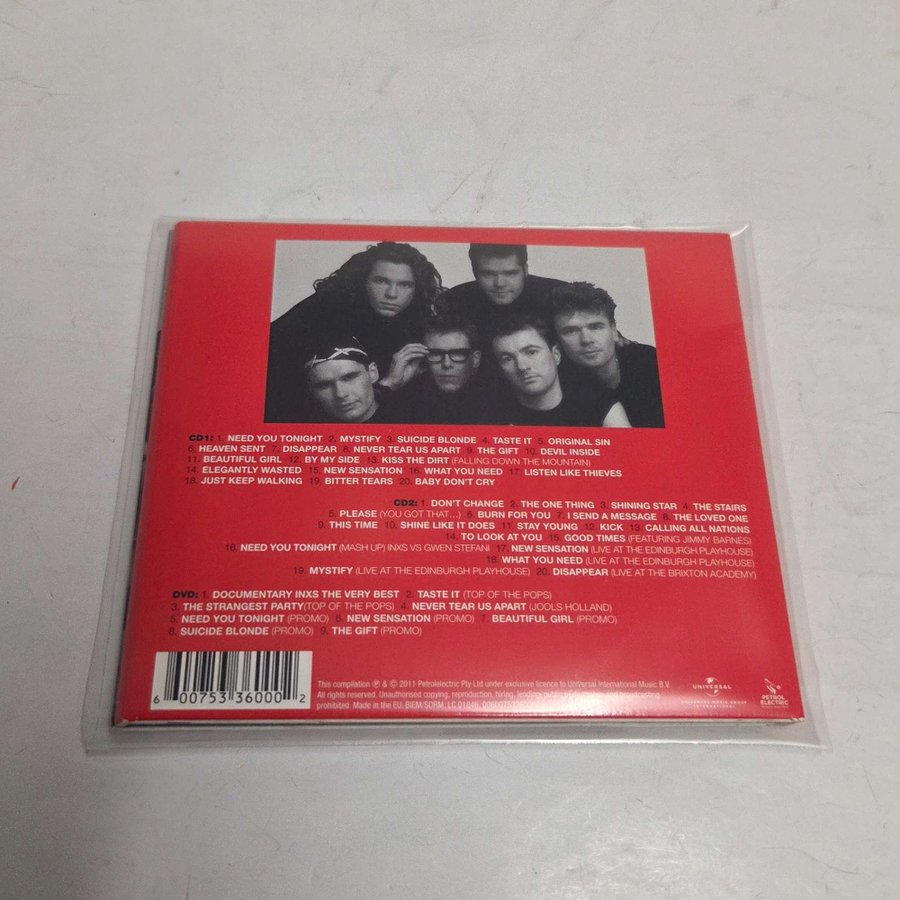 CD1: 1. NEED YOU TONIGHT 2. MYSTIFY 3. SUICIDE BLONDE 4. TASTE IT 5. ORIGINAL SIN
6. HEAVEN SENT 7. DISAPPEAR 8. NEVER TEAR US APART 9. THE GIFT 10. DEVIL INSIDE
11. BEAUTIFUL GIRL 12. BY MY SIDE 13. KISS THE DIRT (FALLING DOWN THE MOUNTAIN)
14. ELEGANTLY WASTED 15. NEW SENSATION 16. WHAT YOU NEED 17. LISTEN LIKE THIEVES
18. JUST KEEP WALKING 19. BITTER TEARS 20. BABY DON'T CRY
CD2: 1. DON'T CHANGE 2. THE ONE THING 3. SHINING STAR 4. THE STAIRS
5. PLEASE (YOU GOT THAT...) 6. BURN FOR YOU 7. I SEND A MESSAGE 8. THE LOVED ONE
9. THIS TIME 10. SHINE LIKE IT DOES 11. STAY YOUNG 12. KICK 13. CALLING ALL NATIONS
14. TO LOOK AT YOU 15. GOOD TIMES (FEATURING JIMMY BARNES)
16. NEED YOU TONIGHT (MASH UP) INXS VS GWEN STEFANI 17. NEW SENSATION (LIVE AT THE EDINBURGH PLAYHOUSE)
18. WHAT YOU NEED (LIVE AT THE EDINBURGH PLAYHOUSE)
19. MYSTIFY (LIVE AT THE EDINBURGH PLAYHOUSE) 20. DISAPPEAR (LIVE AT THE BRIXTON ACADEMY)
DVD: 1. DOCUMENTARY INXS THE VERY BEST 2. TASTE IT (TOP OF THE POPS)
3. THE STRANGEST PARTY(TOP OF THE POPS) 4. NEVER TEAR US APART (JOOLS HOLLAND)
5. NEED YOU TONIGHT (PROMO) 6. NEW SENSATION (PROMO) 7. BEAUTIFUL GIRL (PROMO)
8. SUICIDE BLONDE (PROMO) 9. THE GIFT (PROMO)
6 00753 36000 2
This compilation ℗ & © 2011 Petrolelectric Pty Ltd under exclusive licence to Universal International Music B.V.
All rights reserved. Unauthorised copying, reproduction, hiring, lending, public performance and broadcasting
prohibited. Made in the EU. BIEM/SDRM. LC 01846.
UNIVERSAL
UNIVERSAL MUSIC GROUP
INTERNATIONAL
PETROL
ELECTRIC